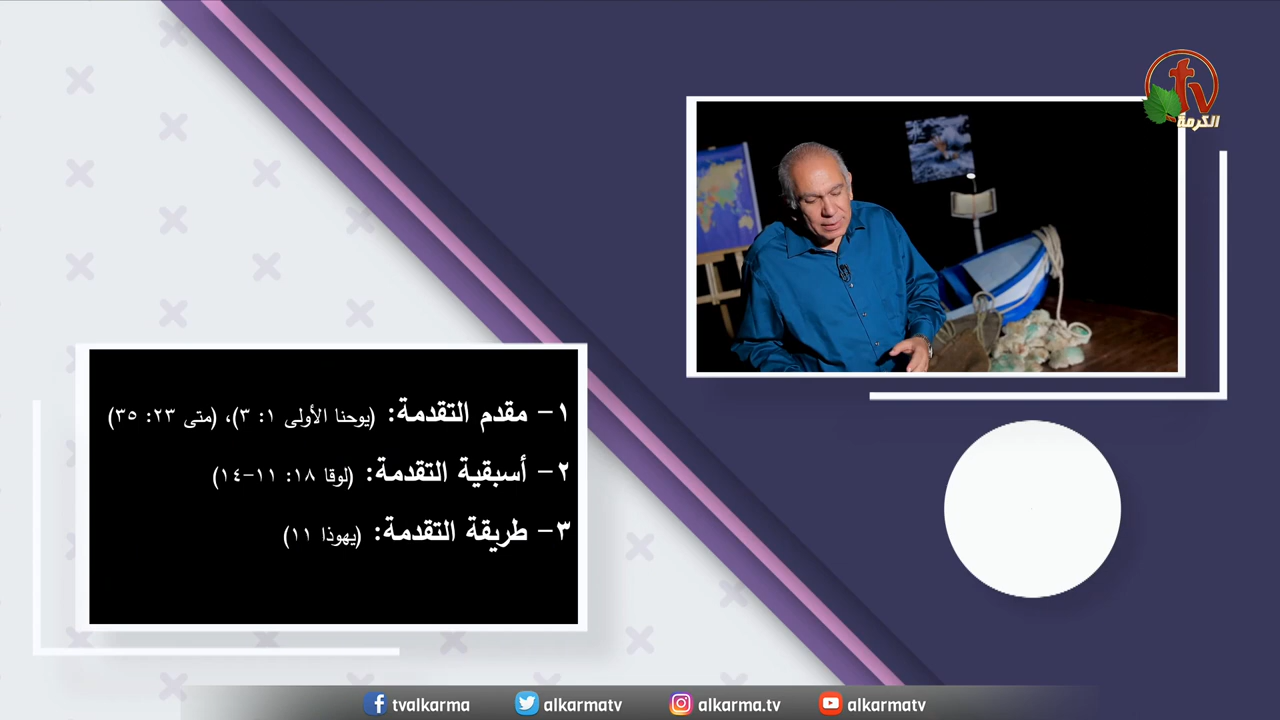 tv
الكرمة
١- مقدم التقدمة: (يوحنا الأولى ١: ٣)، (متى ٢٣: ٣٥)
٢- أسبقية التقدمة: (لوقا ١٨: ١١-١٤)
٣- طريقة التقدمة: (يهوذا ١١)
tvalkarma alkarmatv alkarma.tv alkarmatv